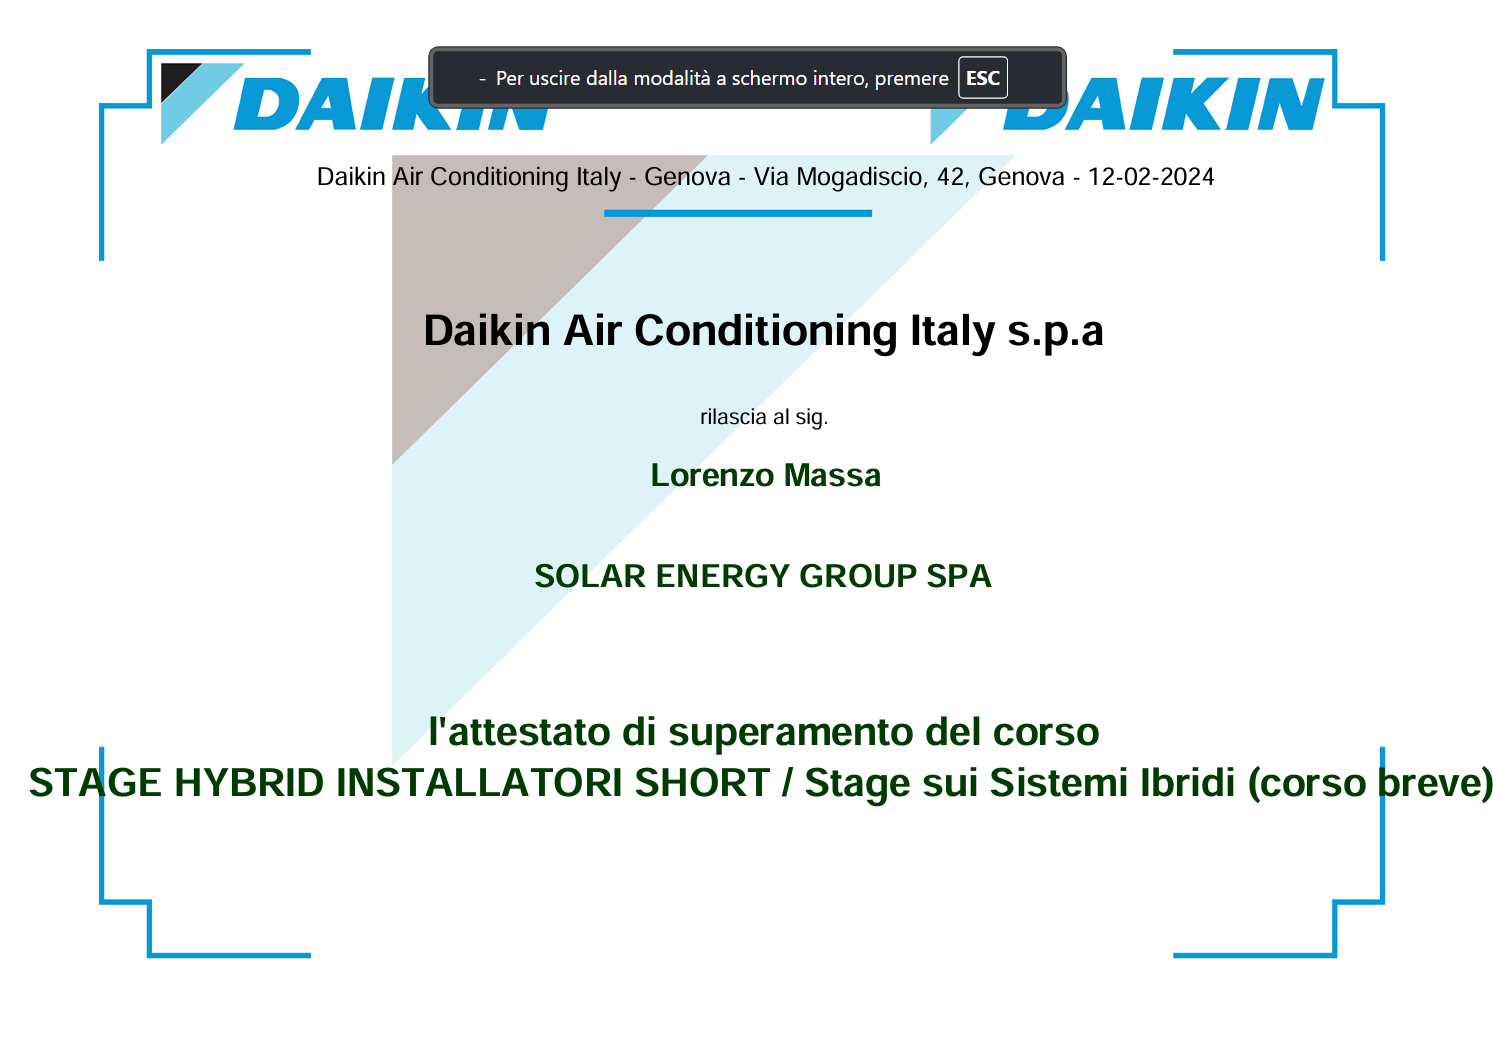 DAIKIN
- Per uscire dalla modalità a schermo intero, premere ESC
DAIKIN
Daikin Air Conditioning Italy - Genova - Via Mogadiscio, 42, Genova - 12-02-2024
Daikin Air Conditioning Italy s.p.a
rilascia al sig.
Lorenzo Massa
SOLAR ENERGY GROUP SPA
l'attestato di superamento del corso
STAGE HYBRID INSTALLATORI SHORT / Stage sui Sistemi Ibridi (corso breve)